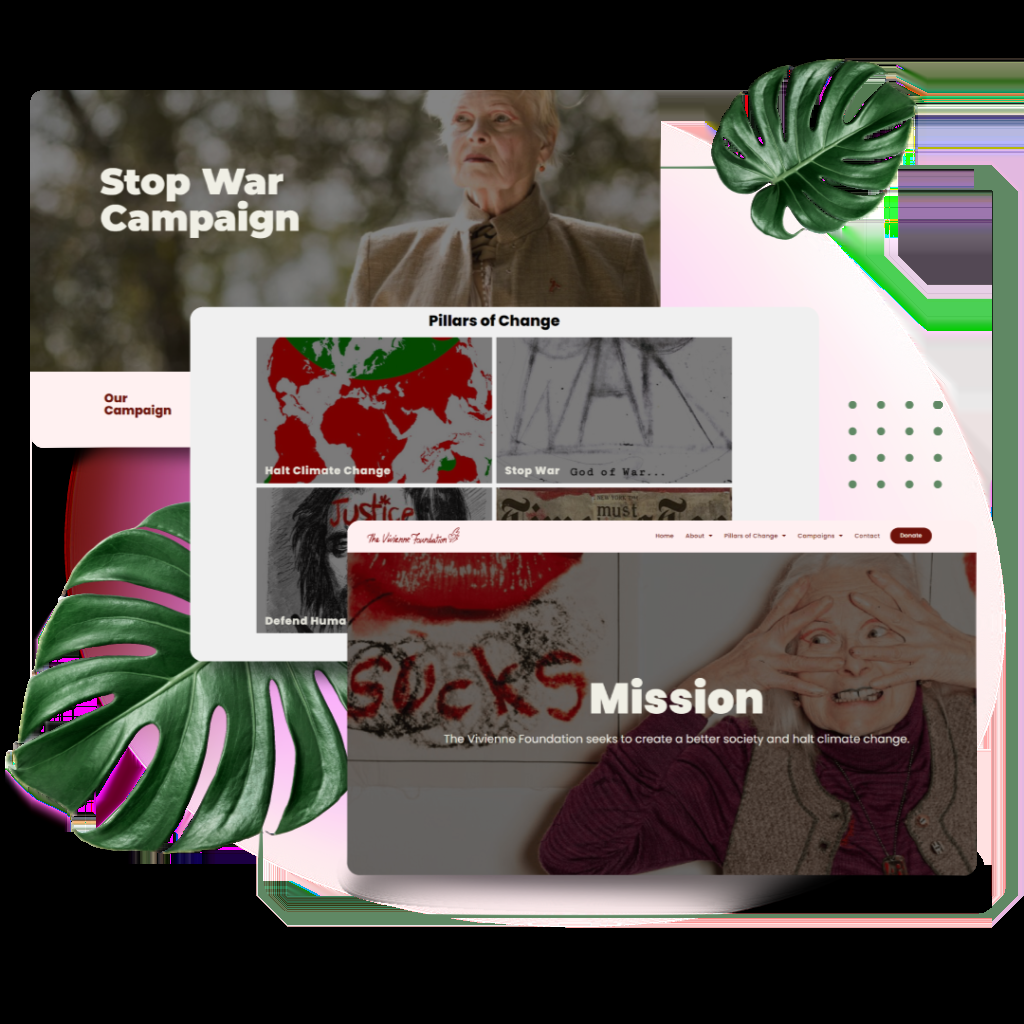 Stop War
Campaign
Our
Campaign
Pillars of Change
Halt Climate Change
Stop War
God of War...
Justice
NEW YORK
must
Defend Huma
The Vivienne Foundation
Home About Pillars of Change Campaigns Contact Donate
sucks
Mission
The Vivienne Foundation seeks to create a better society and halt climate change.